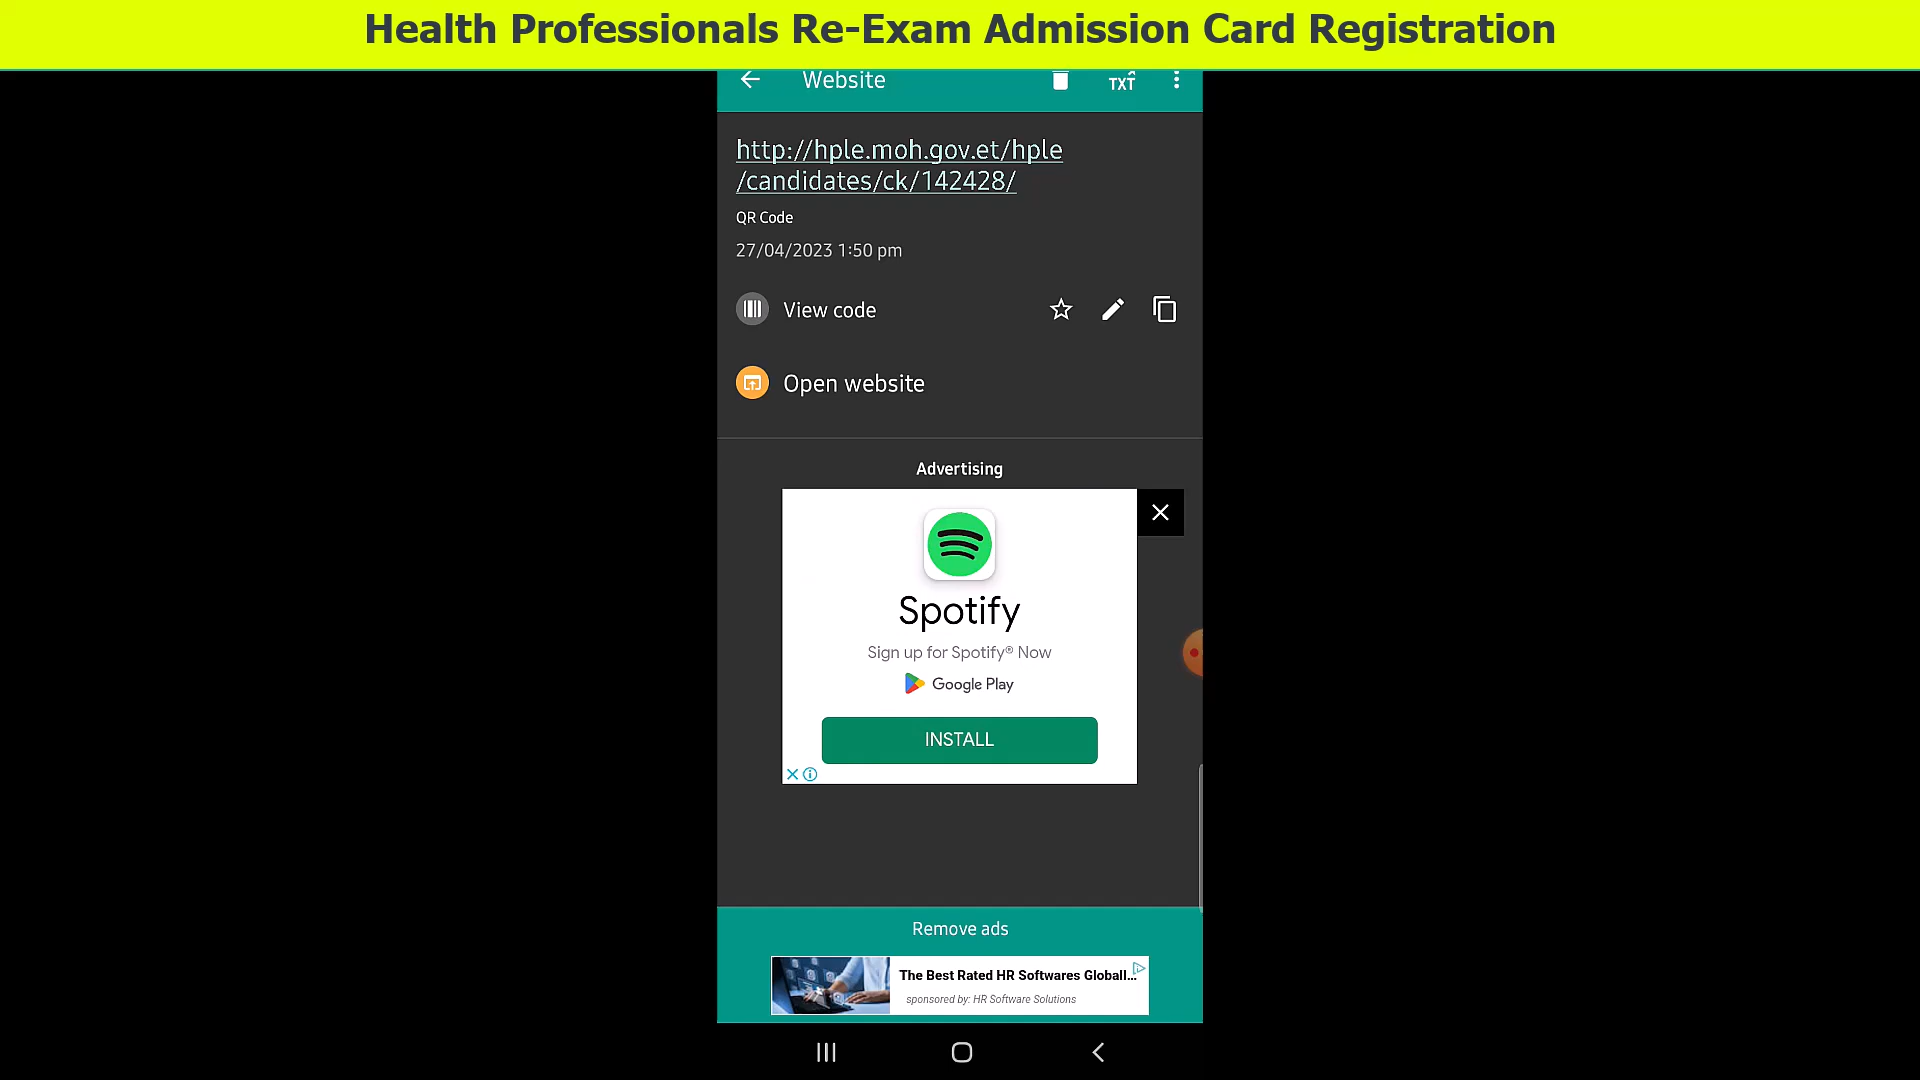 Health Professionals Re-Exam Admission Card Registration
Website
TXT
http://hple.moh.gov.et/hple
/candidates/ck/142428/
QR Code
27/04/2023 1:50 pm
View code
Open website
Advertising
Spotify
Sign up for Spotify® Now
Google Play
INSTALL
Remove ads
The Best Rated HR Softwares Globall...
sponsored by: HR Software Solutions